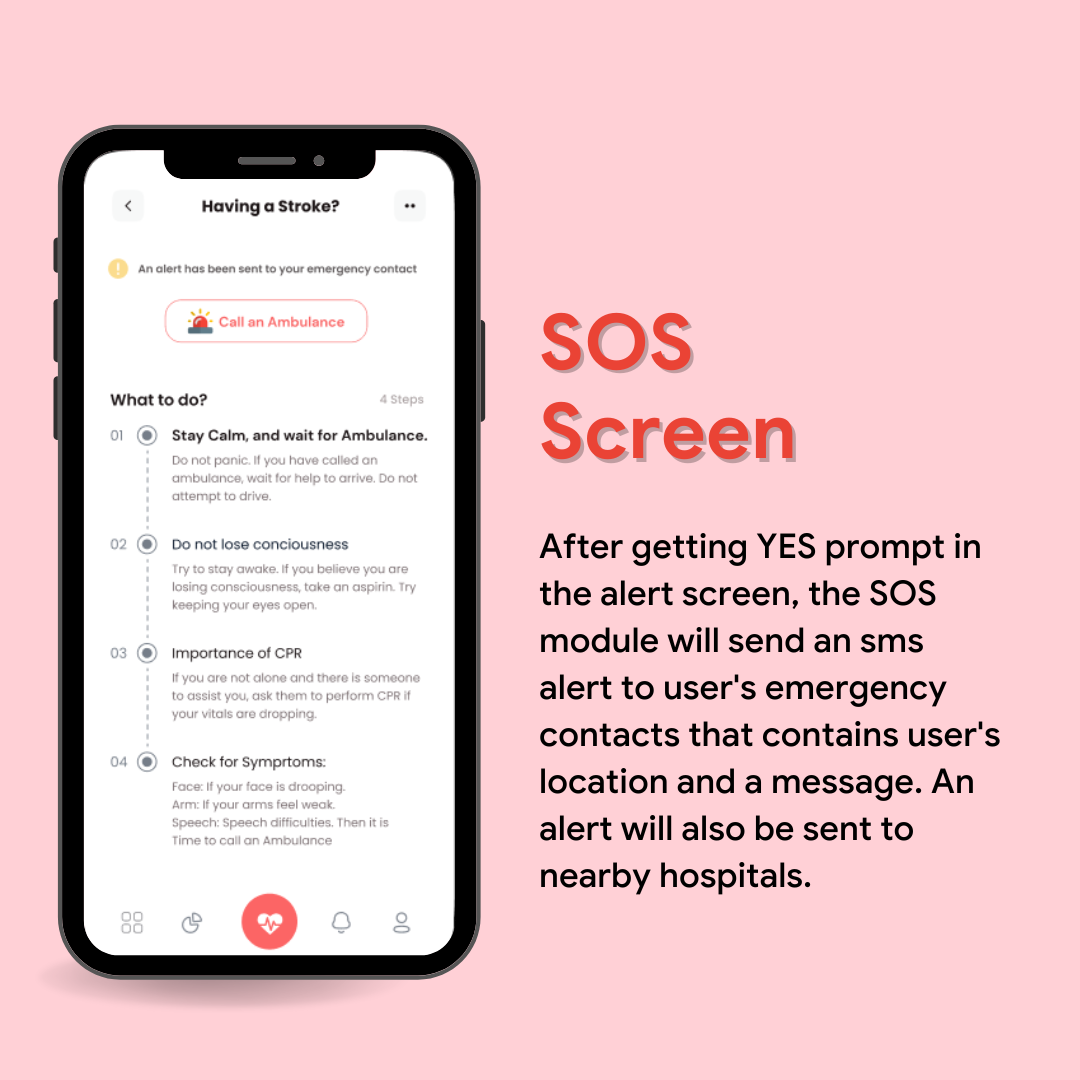 Having a Stroke?
An alert has been sent to your emergency contact
Call an Ambulance
What to do?
4 Steps
01
Stay Calm, and wait for Ambulance.
Do not panic. If you have called an
ambulance, wait for help to arrive. Do not
attempt to drive.
02
Do not lose conciousness
Try to stay awake. If you believe you are
losing consciousness, take an aspirin. Try
keeping your eyes open.
03
Importance of CPR
If you are not alone and there is someone
to assist you, ask them to perform CPR if
your vitals are dropping.
04
Check for Symprtoms:
Face: If your face is drooping.
Arm: If your arms feel weak.
Speech: Speech difficulties. Then it is
Time to call an Ambulance
SOS
Screen
After getting YES prompt in
the alert screen, the SOS
module will send an sms
alert to user's emergency
contacts that contains user's
location and a message. An
alert will also be sent to
nearby hospitals.